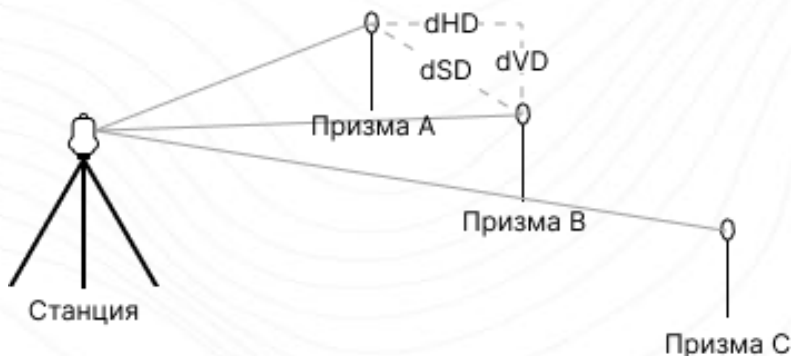 dHD
dSD
dVD
Призма A
Призма B
Станция
Призма C